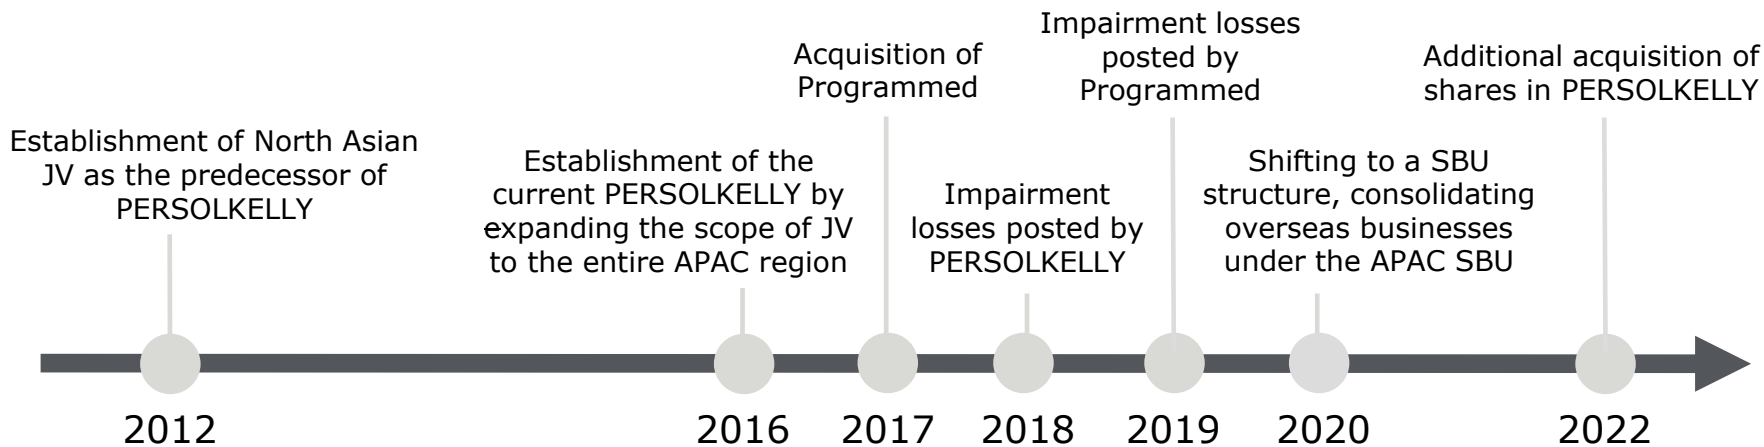 Establishment of North Asian
JV as the predecessor of
PERSOLKELLY
Establishment of the
current PERSOLKELLY by
expanding the scope of JV
to the entire APAC region
Acquisition of
Programmed
Impairment
losses posted by
PERSOLKELLY
Impairment losses
posted by
Programmed
Shifting to a SBU
structure, consolidating
overseas businesses
under the APAC SBU
Additional acquisition of
shares in PERSOLKELLY
2012
2016
2017
2018
2019
2020
2022